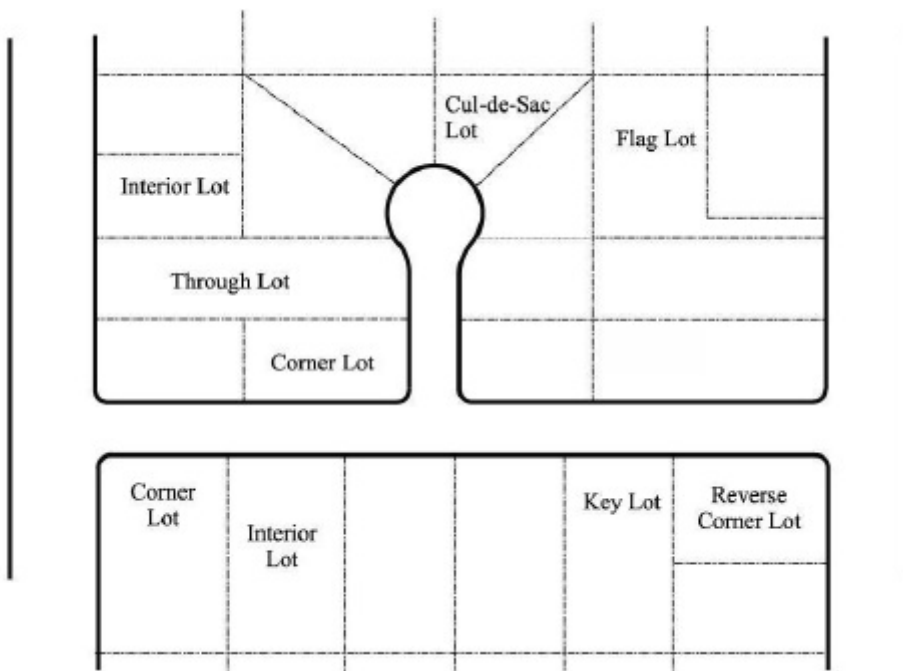 Cul-de-Sac
Lot
Flag Lot
Interior Lot
Through Lot
Corner Lot
Corner
Lot
Interior
Lot
Key Lot
Reverse
Corner Lot